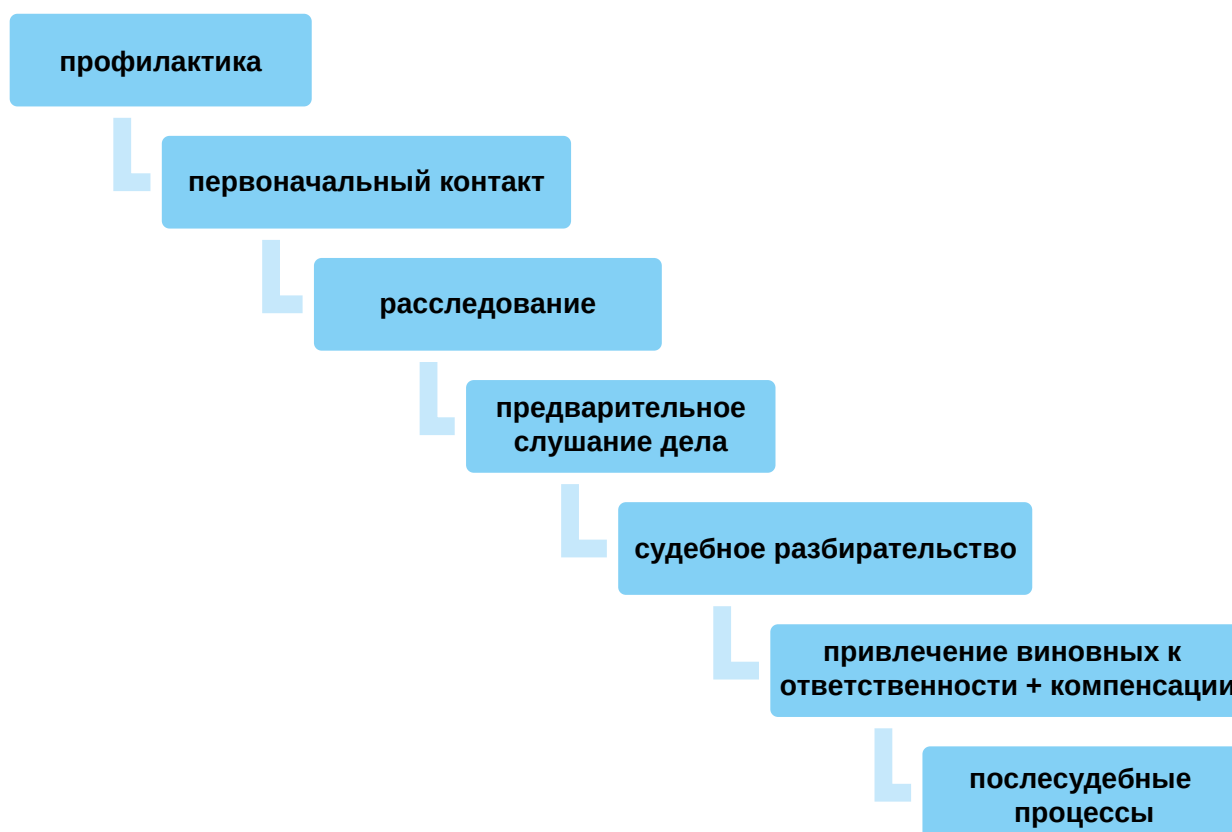 профилактика
первоначальный контакт
расследование
предварительное
слушание дела
судебное разбирательство
привлечение виновных к
ответственности + компенсации
послесудебные
процессы